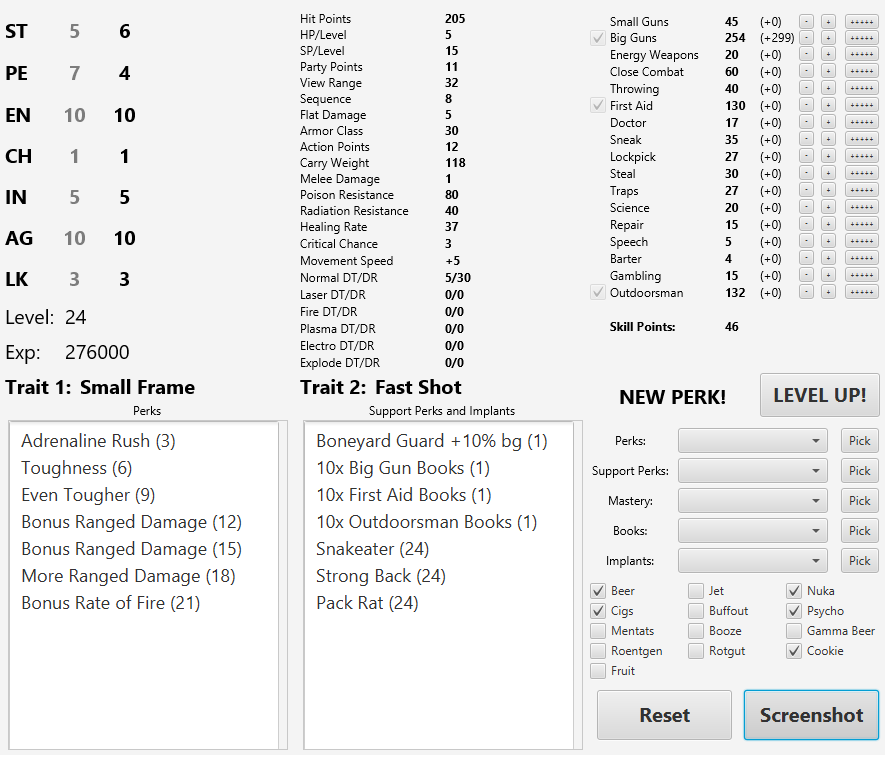 ST 5 6
PE 7 4
EN 10 10
CH 1 1
IN 5 5
AG 10 10
LK 3 3
Level: 24
Exp: 276000
Hit Points 205
HP/Level 5
SP/Level 15
Party Points 11
View Range 32
Sequence 8
Flat Damage 5
Armor Class 30
Action Points 12
Carry Weight 118
Melee Damage 1
Poison Resistance 80
Radiation Resistance 40
Healing Rate 37
Critical Chance 3
Movement Speed +5
Normal DT/DR 5/30
Laser DT/DR 0/0
Fire DT/DR 0/0
Plasma DT/DR 0/0
Electro DT/DR 0/0
Explode DT/DR 0/0
Small Guns 45 (+0) - + +++++
Big Guns 254 (+299) - + +++++
Energy Weapons 20 (+0) - + +++++
Close Combat 60 (+0) - + +++++
Throwing 40 (+0) - + +++++
First Aid 130 (+0) - + +++++
Doctor 17 (+0) - + +++++
Sneak 35 (+0) - + +++++
Lockpick 27 (+0) - + +++++
Steal 30 (+0) - + +++++
Traps 27 (+0) - + +++++
Science 20 (+0) - + +++++
Repair 15 (+0) - + +++++
Speech 5 (+0) - + +++++
Barter 4 (+0) - + +++++
Gambling 15 (+0) - + +++++
Outdoorsman 132 (+0) - + +++++
Skill Points: 46
Trait 1: Small Frame
Perks
Adrenaline Rush (3)
Toughness (6)
Even Tougher (9)
Bonus Ranged Damage (12)
Bonus Ranged Damage (15)
More Ranged Damage (18)
Bonus Rate of Fire (21)
Trait 2: Fast Shot
Support Perks and Implants
Boneyard Guard +10% bg (1)
10x Big Gun Books (1)
10x First Aid Books (1)
10x Outdoorsman Books (1)
Snakeater (24)
Strong Back (24)
Pack Rat (24)
NEW PERK! LEVEL UP!
Perks: Pick
Support Perks: Pick
Mastery: Pick
Books: Pick
Implants: Pick
Beer Jet Nuka
Cigs Buffout Psycho
Mentats Booze Gamma Beer
Roentgen Rotgut Cookie
Fruit
Reset Screenshot